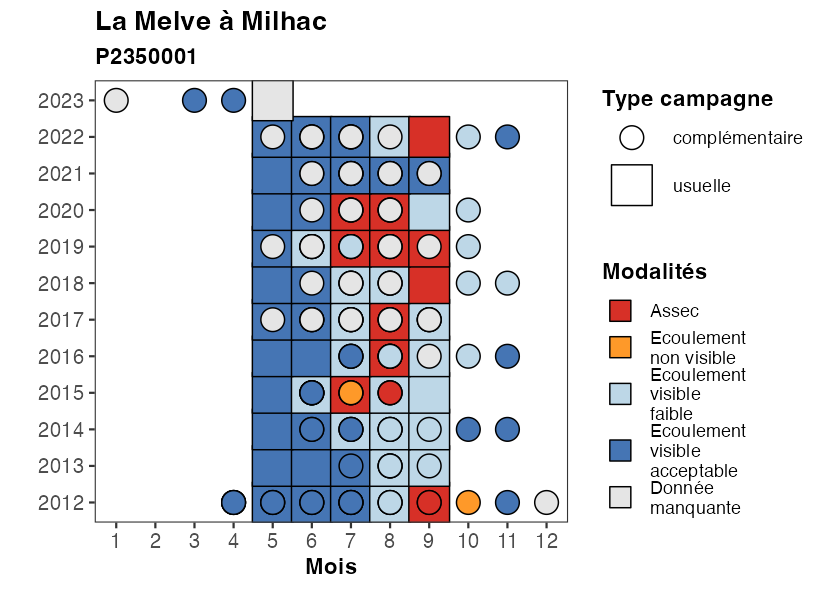 La Melve à Milhac
P2350001
2023
2022
2021
2020
2019
2018
2017
2016
2015
2014
2013
2012
1 2 3 4 5 6 7 8 9 10 11 12
Mois
Type campagne
complémentaire
usuelle
Modalités
Assec
Ecoulement
non visible
Ecoulement
visible
faible
Ecoulement
visible
acceptable
Donnée
manquante